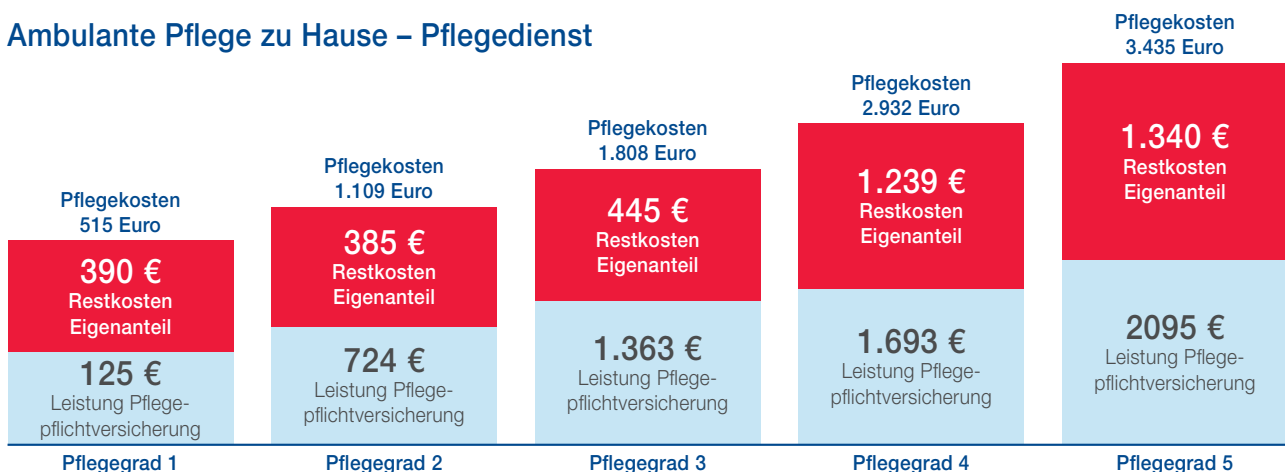 Ambulante Pflege zu Hause – Pflegedienst
Pflegekosten
515 Euro
390 €
Restkosten
Eigenanteil
125 €
Leistung Pflege-
pflichtversicherung
Pflegegrad 1
Pflegekosten
1.109 Euro
385 €
Restkosten
Eigenanteil
724 €
Leistung Pflege-
pflichtversicherung
Pflegegrad 2
Pflegekosten
1.808 Euro
445 €
Restkosten
Eigenanteil
1.363 €
Leistung Pflege-
pflichtversicherung
Pflegegrad 3
Pflegekosten
2.932 Euro
1.239 €
Restkosten
Eigenanteil
1.693 €
Leistung Pflege-
pflichtversicherung
Pflegegrad 4
Pflegekosten
3.435 Euro
1.340 €
Restkosten
Eigenanteil
2095 €
Leistung Pflege-
pflichtversicherung
Pflegegrad 5